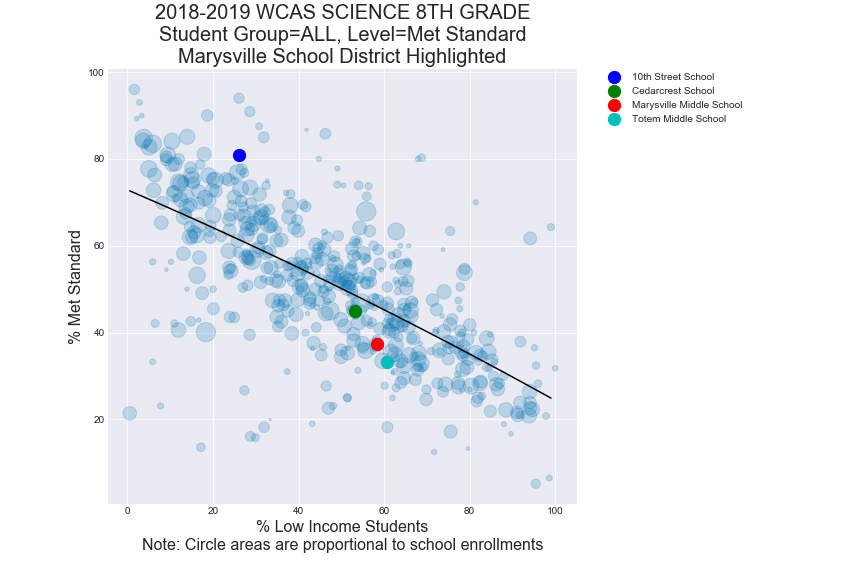 2018-2019 WCAS SCIENCE 8TH GRADE
Student Group=ALL, Level=Met Standard
Marysville School District Highlighted
10th Street School
Cedarcrest School
Marysville Middle School
Totem Middle School
% Met Standard
100
80
60
40
20
0 20 40 60 80 100
% Low Income Students
Note: Circle areas are proportional to school enrollments